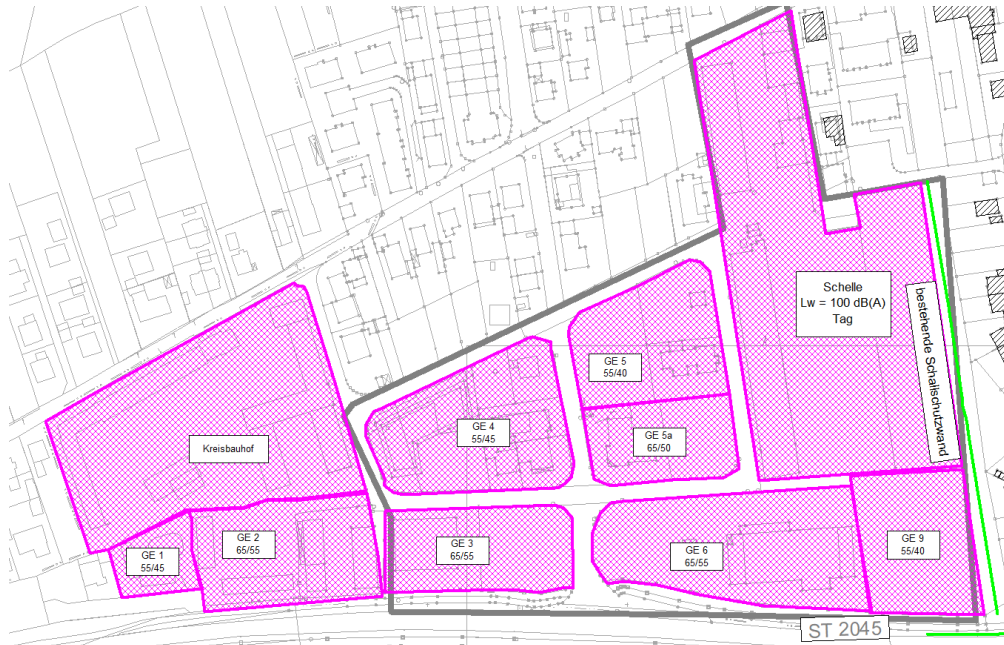 Schelle
Lw = 100 dB(A)
Tag
bestehende Schallschutzwand
GE 5
55/40
GE 4
55/45
GE 5a
65/50
Kreisbauhof
GE 1
55/45
GE 2
65/55
GE 3
65/55
GE 6
65/55
GE 9
55/40
ST 2045